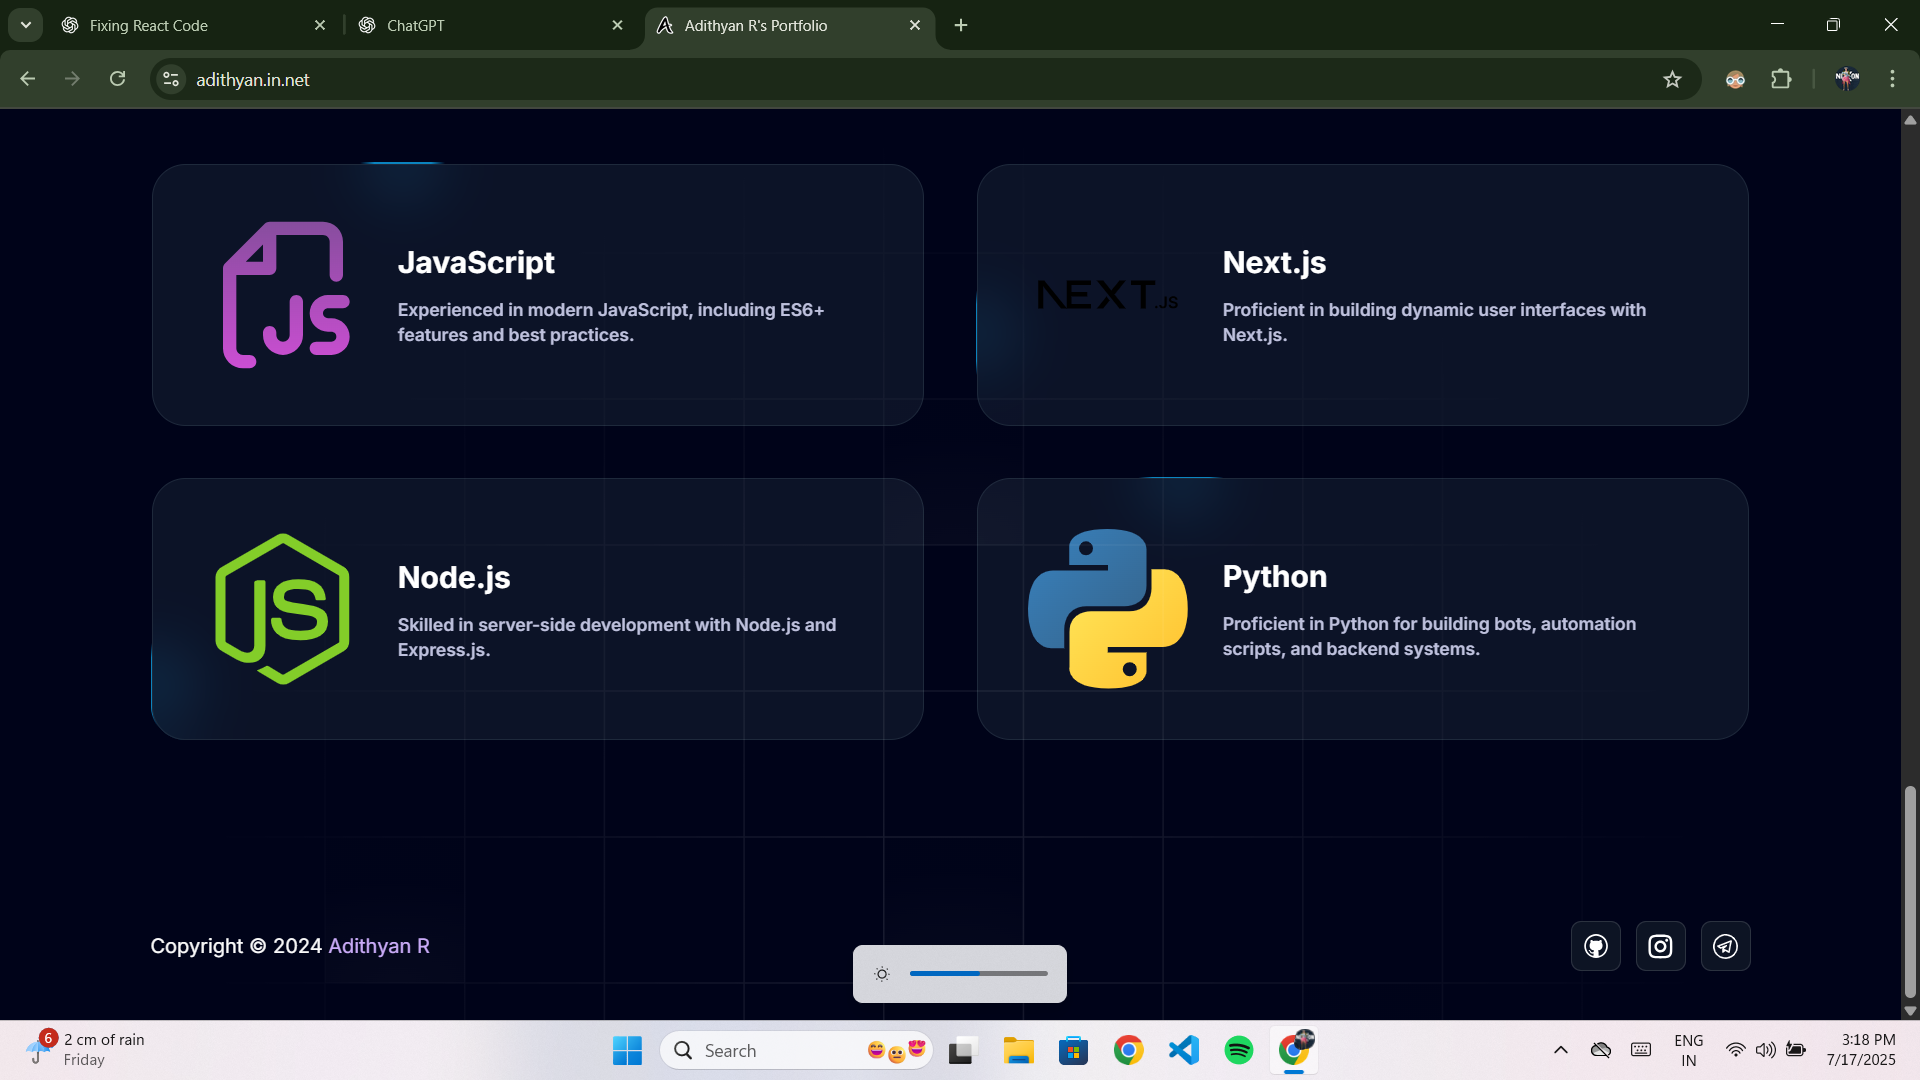 Fixing React Code
ChatGPT
Adithyan R's Portfolio
adithyan.in.net
JS
JavaScript
Experienced in modern JavaScript, including ES6+
features and best practices.
NEXT.JS
Next.js
Proficient in building dynamic user interfaces with
Next.js.
JS
Node.js
Skilled in server-side development with Node.js and
Express.js.
Python
Proficient in Python for building bots, automation
scripts, and backend systems.
Copyright © 2024 Adithyan R
6
2 cm of rain
Friday
Search
ENG
IN
3:18 PM
7/17/2025